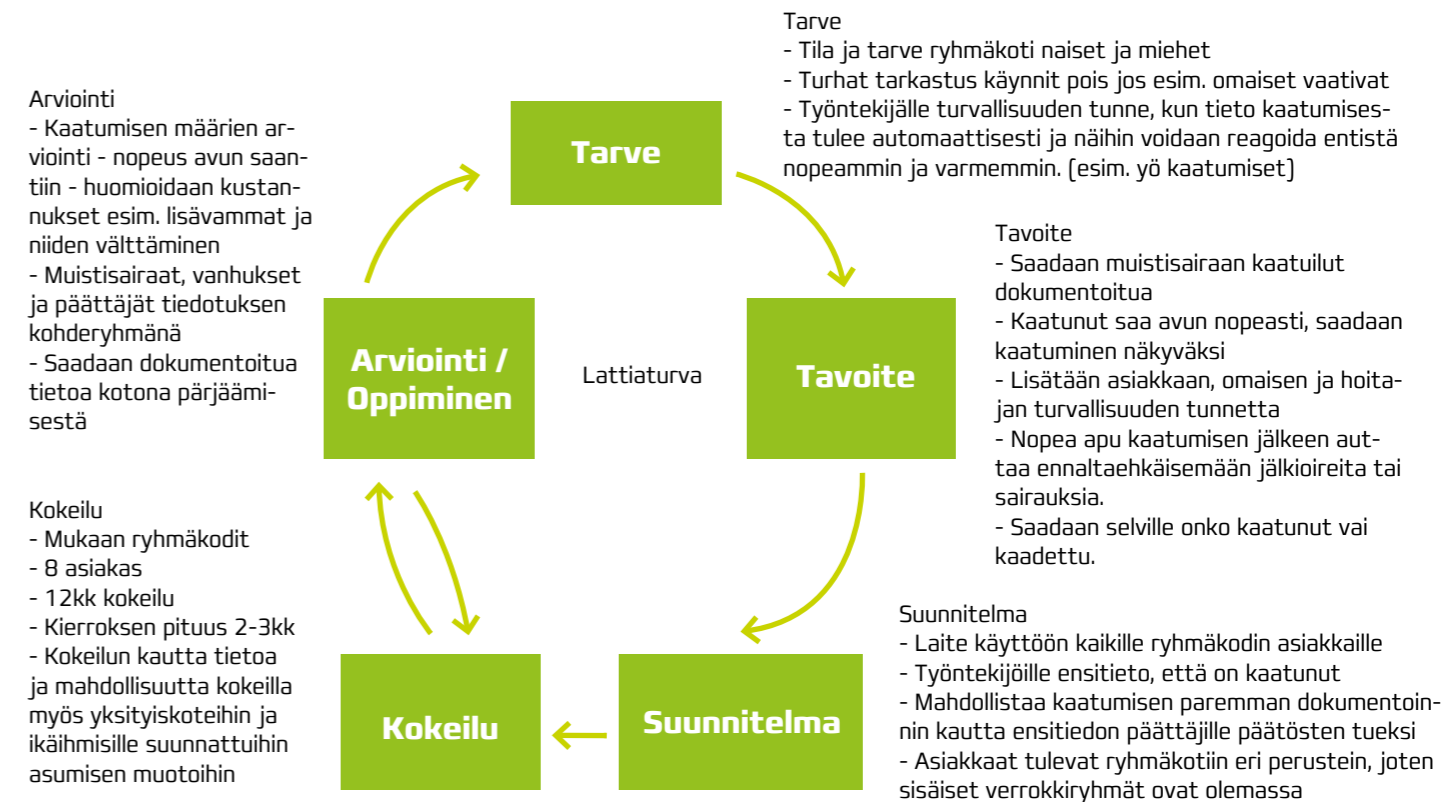 Tarve
- Tila ja tarve ryhmäkoti naiset ja miehet
- Turhat tarkastus käynnit pois jos esim. omaiset vaativat
- Työntekijälle turvallisuuden tunne, kun tieto kaatumises-
ta tulee automaattisesti ja näihin voidaan reagoida entistä
nopeammin ja varmemmin. (esim. yö kaatumiset)
Arviointi
- Kaatumisen määrien ar-
viointi - nopeus avun saan-
tiin - huomioidaan kustan-
nukset esim. lisävammat ja
niiden välttäminen
- Muistisairaat, vanhukset
ja päättäjät tiedotuksen
kohderyhmänä
- Saadaan dokumentoitua
tietoa kotona pärjäämi-
sestä
Tarve
Tavoite
- Saadaan muistisairaan kaatuilut
dokumentoitua
- Kaatunut saa avun nopeasti, saadaan
kaatuminen näkyväksi
- Lisätään asiakkaan, omaisen ja hoita-
jan turvallisuuden tunnetta
- Nopea apu kaatumisen jälkeen aut-
taa ennaltaehkäisemään jälkioireita tai
sairauksia.
- Saadaan selville onko kaatunut vai
kaadettu.
Arviointi /
Oppiminen
Lattiaturva
Tavoite
Kokeilu
- Mukaan ryhmäkodit
- 8 asiakas
- 12kk kokeilu
- Kierroksen pituus 2-3kk
- Kokeilun kautta tietoa
ja mahdollisuutta kokeilla
myös yksityiskoteihin ja
ikäihmisille suunnattuihin
asumisen muotoihin
Kokeilu
Suunnitelma
Suunnitelma
- Laite käyttöön kaikille ryhmäkodin asiakkaille
- Työntekijöille ensitieto, että on kaatunut
- Mahdollistaa kaatumisen paremman dokumentoin-
nin kautta ensitiedon päättäjille päätösten tueksi
- Asiakkaat tulevat ryhmäkotiin eri perustein, joten
sisäiset verrokkiryhmät ovat olemassa